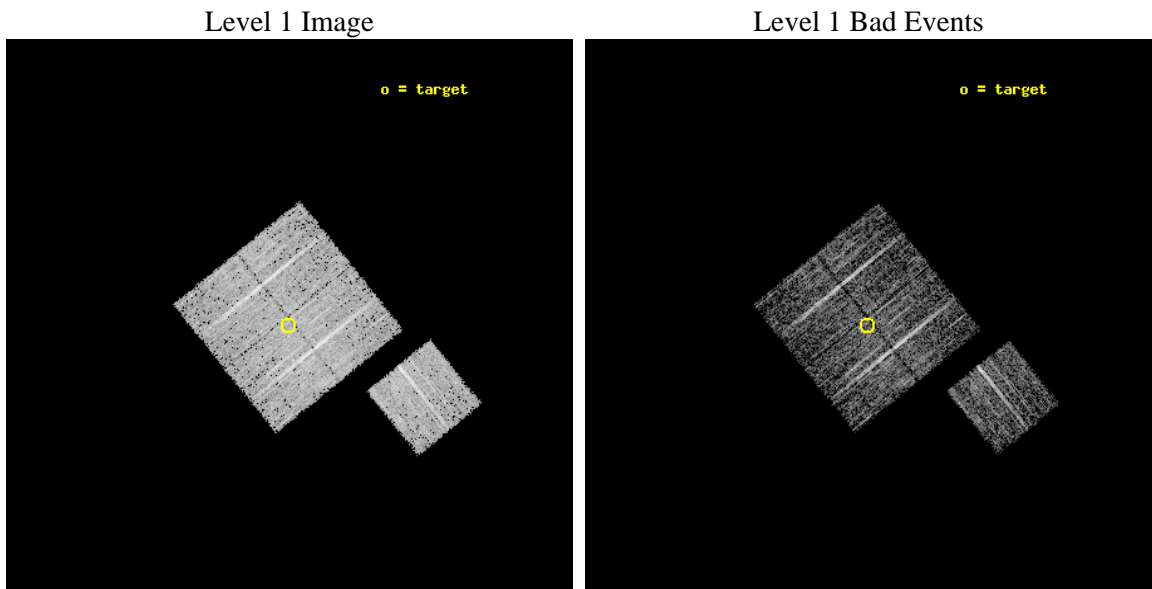 Level 1 Image
Level 1 Bad Events
o = target
o = target